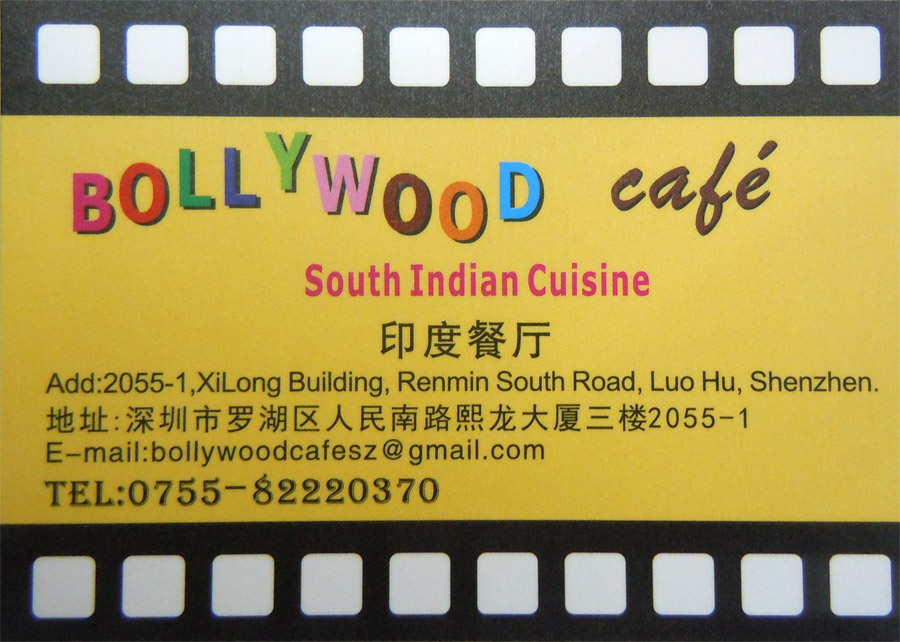 BOLLYWOOD café
South Indian Cuisine
印度餐厅
Add:2055-1,XiLong Building, Renmin South Road, Luo Hu, Shenzhen.
地址:深圳市罗湖区人民南路熙龙大厦三楼2055-1
E-mail:bollywoodcafesz@gmail.com
TEL:0755-82220370